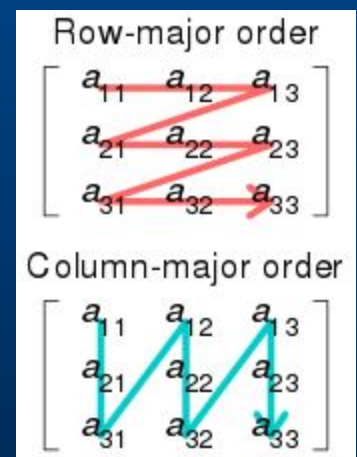 Row-major order
a11 a12 a13
a21 a22 a23
a31 a32 a33
Column-major order
a11 a12 a13
a21 a22 a23
a31 a32 a33